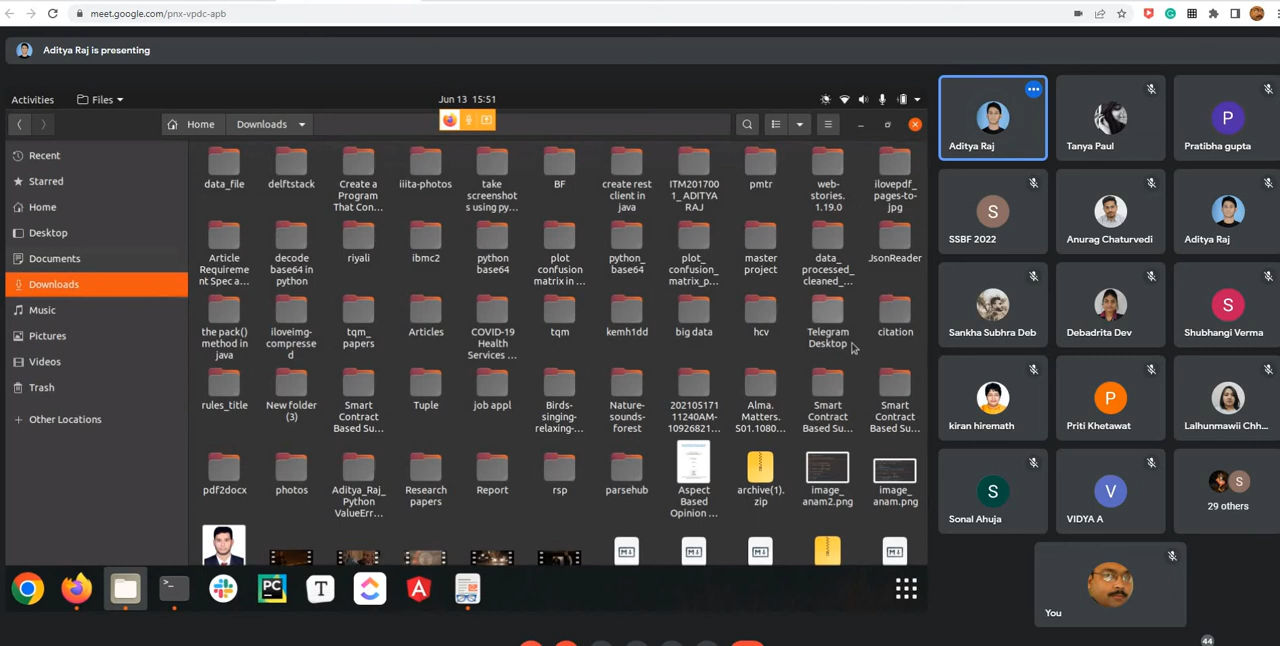 meet.google.com/pnx-vpdc-apb
Aditya Raj is presenting
Activities
Files
Jun 13 15:51
Home
Downloads
Recent
Starred
Home
Desktop
Documents
Downloads
Music
Pictures
Videos
Trash
+ Other Locations
data_file
delftstack
Create a
Program
That Con...
iiita-photos
take
screenshot
s using py...
BF
create rest
client in
java
ITM201700
1_ ADITYA
RAJ
pmtr
web-
stories.
1.19.0
ilovepdf_
pages-to-
jpg
Article
Requireme
nt Spec a...
decode
base64 in
python
riyali
ibmc2
python
base64
plot
confusion
matrix in ...
python_
base64
plot_
confusion_
matrix_p...
master
project
data_
processed_
cleaned_...
JsonReader
the pack()
method in
java
iloveimg-
compresse
d
tqm_
papers
Articles
COVID-19
Health
Services ...
tqm
kemh1dd
big data
hcv
Telegram
Desktop
citation
rules_title
New folder
(3)
Smart
Contract
Based Su...
Tuple
job appl
Birds-
singing-
relaxing-...
Nature-
sounds-
forest
202105171
11240AM-
10926821...
Alma.
Matters.
S01.1080...
Smart
Contract
Based Su...
Smart
Contract
Based Su...
pdf2docx
photos
Aditya_Raj_
Python
ValueErr...
Research
papers
Report
rsp
parsehub
Aspect
Based
Opinion ...
archive(1).
zip
image_
anam2.png
image_
anam.png
PC
T
Aditya Raj
Tanya Paul
P
Pratibha gupta
S
SSBF 2022
Anurag Chaturvedi
Aditya Raj
Sankha Subhra Deb
Debadrita Dev
S
Shubhangi Verma
kiran hiremath
P
Priti Khetawat
Lalhunmawii Chh...
S
Sonal Ahuja
V
VIDYA A
S
29 others
You
44